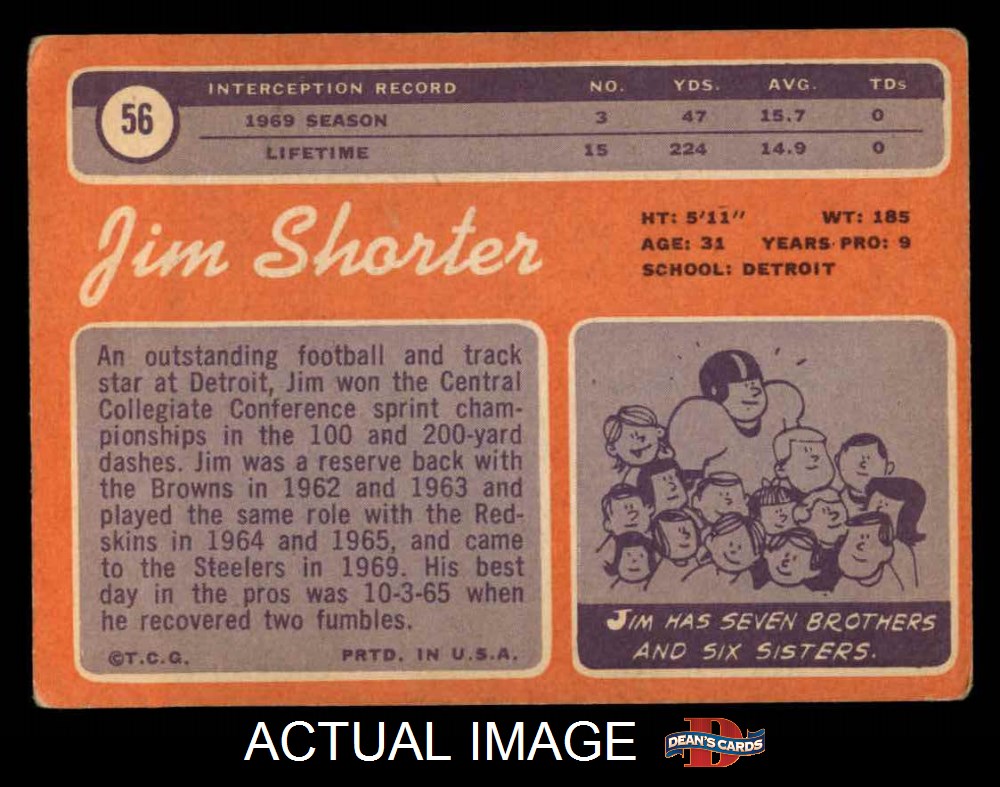 56
INTERCEPTION RECORD NO. YDS. AVG. TDs
1969 SEASON 3 47 15.7 0
LIFETIME 15 224 14.9 0
Jim Shorter
HT: 5'11" WT: 185
AGE: 31 YEARS PRO: 9
SCHOOL: DETROIT
An outstanding football and track
star at Detroit, Jim won the Central
Collegiate Conference sprint cham-
pionships in the 100 and 200-yard
dashes. Jim was a reserve back with
the Browns in 1962 and 1963 and
played the same role with the Red-
skins in 1964 and 1965, and came
to the Steelers in 1969. His best
day in the pros was 10-3-65 when
he recovered two fumbles.
©T.C.G. PRTD. IN U.S.A.
JIM HAS SEVEN BROTHERS
AND SIX SISTERS.
ACTUAL IMAGE
D
DEAN'S CARDS